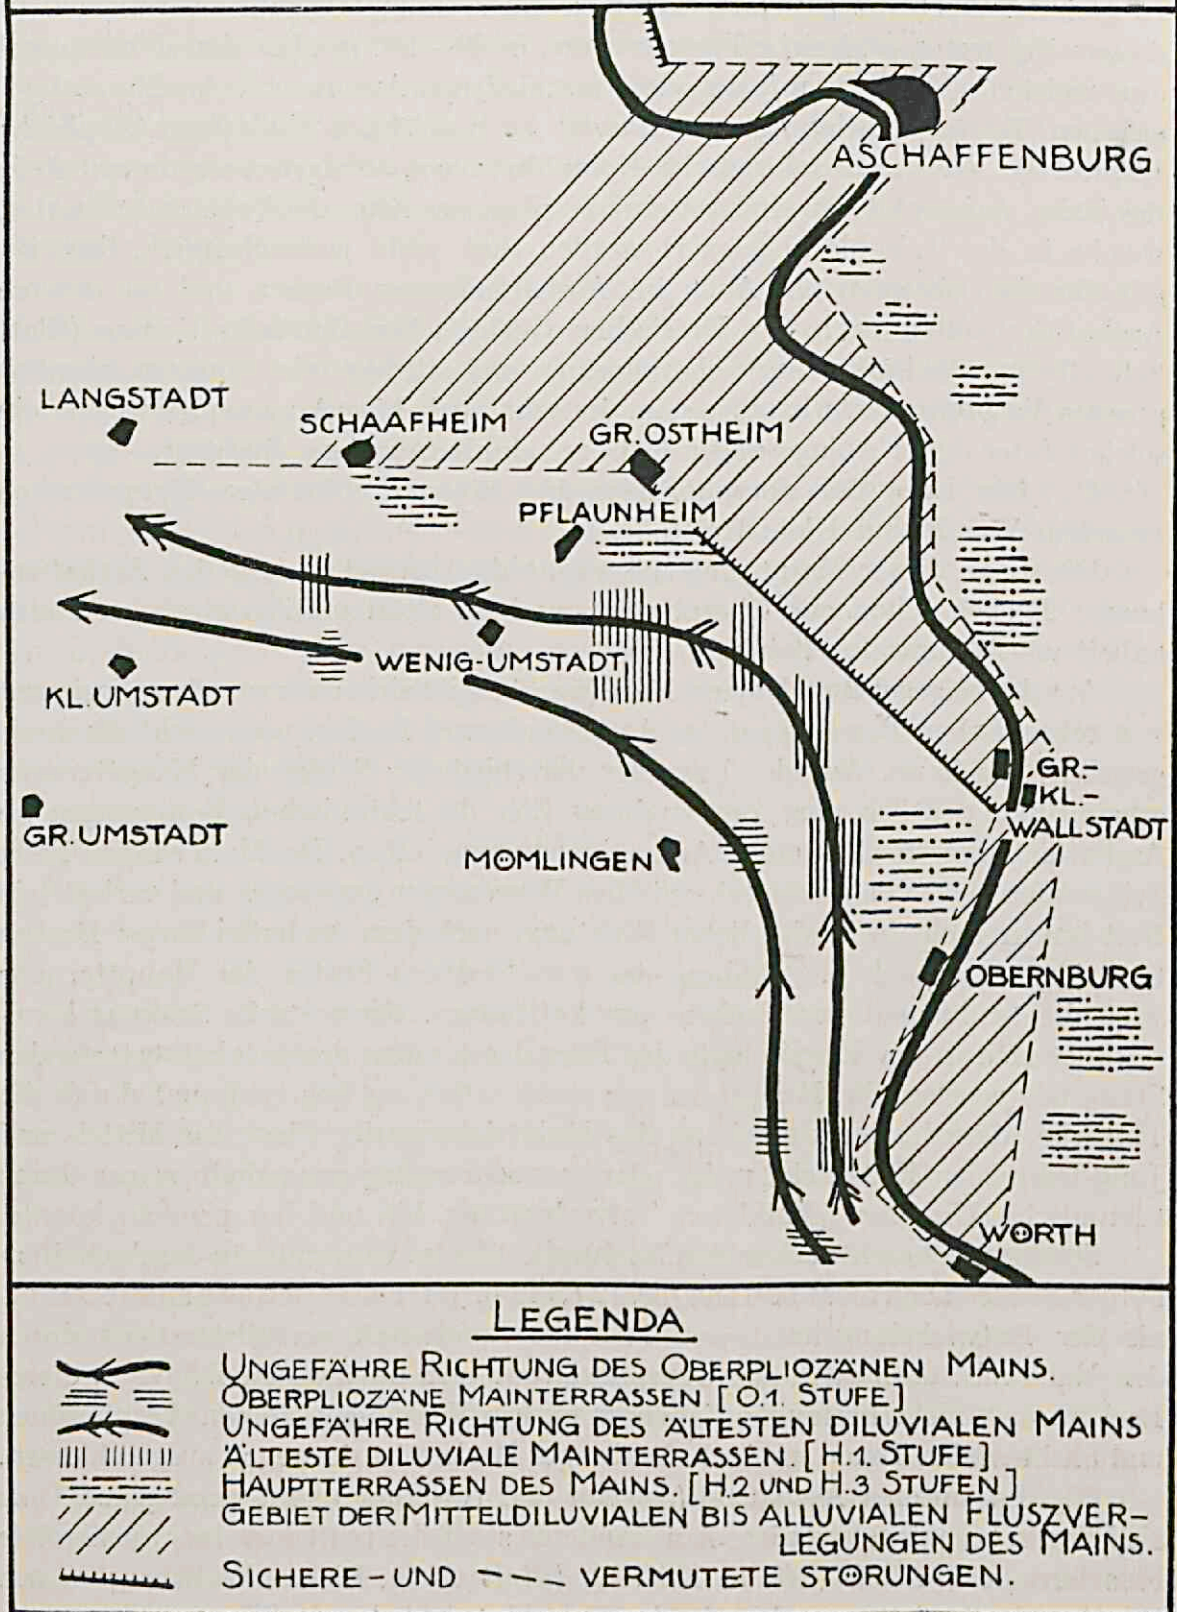 ASCHAFFENBURG
LANGSTADT
SCHAAFHEIM
GR. OSTHEIM
PFLAUNHEIM
WENIG-UMSTADT
KL. UMSTADT
GR.-
KL.-
WALLSTADT
GR. UMSTADT
MÖMLINGEN
OBERNBURG
WÖRTH
LEGENDA
UNGEFÄHRE RICHTUNG DES OBERPLIOZÄNEN MAINS.
OBERPLIOZÄNE MAINTERRASSEN [O.1. STUFE]
UNGEFÄHRE RICHTUNG DES ÄLTESTEN DILUVIALEN MAINS
ÄLTESTE DILUVIALE MAINTERRASSEN [H.1. STUFE]
HAUPTTERRASSEN DES MAINS. [H.2. UND H.3 STUFEN]
GEBIET DER MITTELDILUVIALEN BIS ALLUVIALEN FLUSZVER-
LEGUNGEN DES MAINS.
SICHERE - UND VERMUTETE STÖRUNGEN.